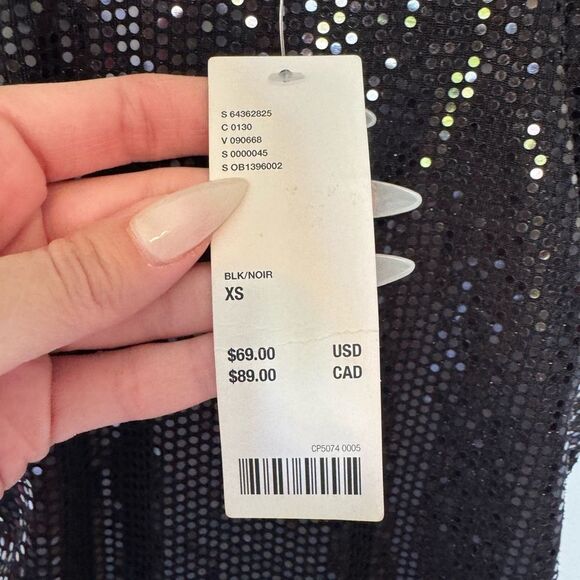 S 64362825
C 0130
V 090668
S 0000045
S OB1396002
BLK/NOIR
XS
$69.00 USD
$89.00 CAD
CP5074 0005